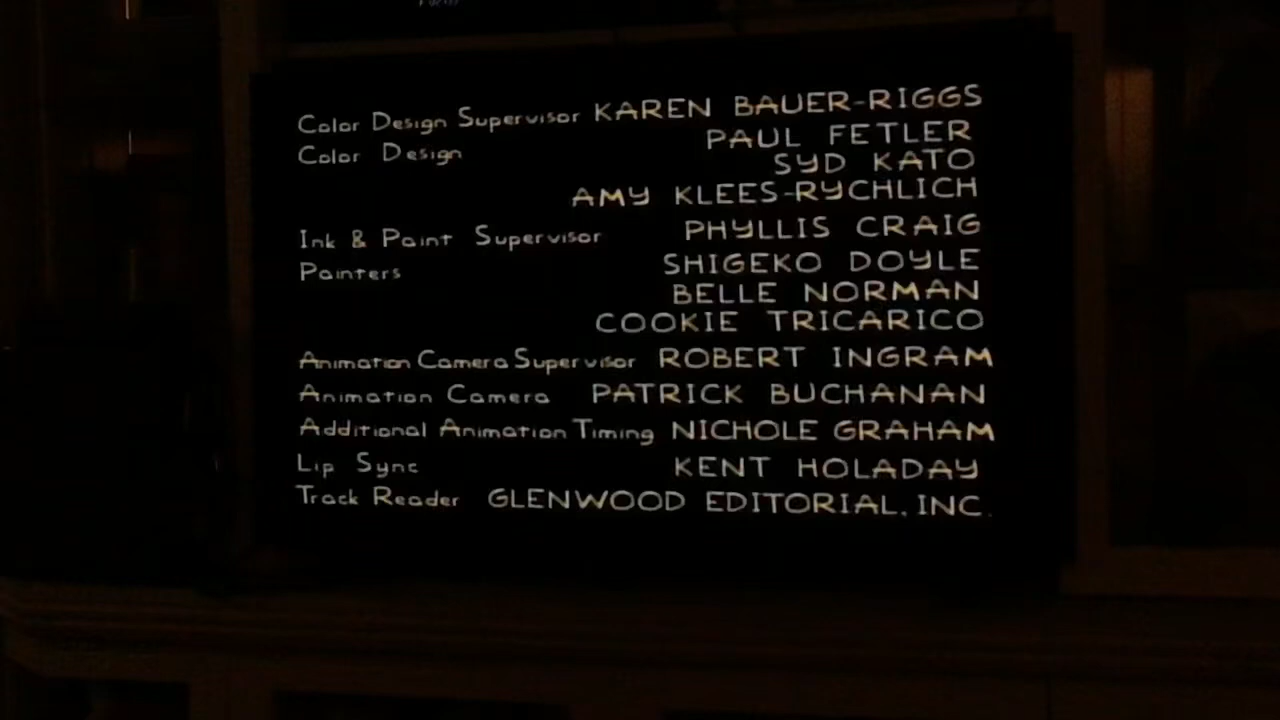 Color Design Supervisor KAREN BAUER-RIGGS
Color Design PAUL FETLER
SYD KATO
AMY KLEES-RYCHLICH
Ink & Paint Supervisor PHYLLIS CRAIG
Painters SHIGEKO DOYLE
BELLE NORMAN
COOKIE TRICARICO
Animation Camera Supervisor ROBERT INGRAM
Animation Camera PATRICK BUCHANAN
Additional Animation Timing NICHOLE GRAHAM
Lip Sync KENT HOLADAY
Track Reader GLENWOOD EDITORIAL, INC.